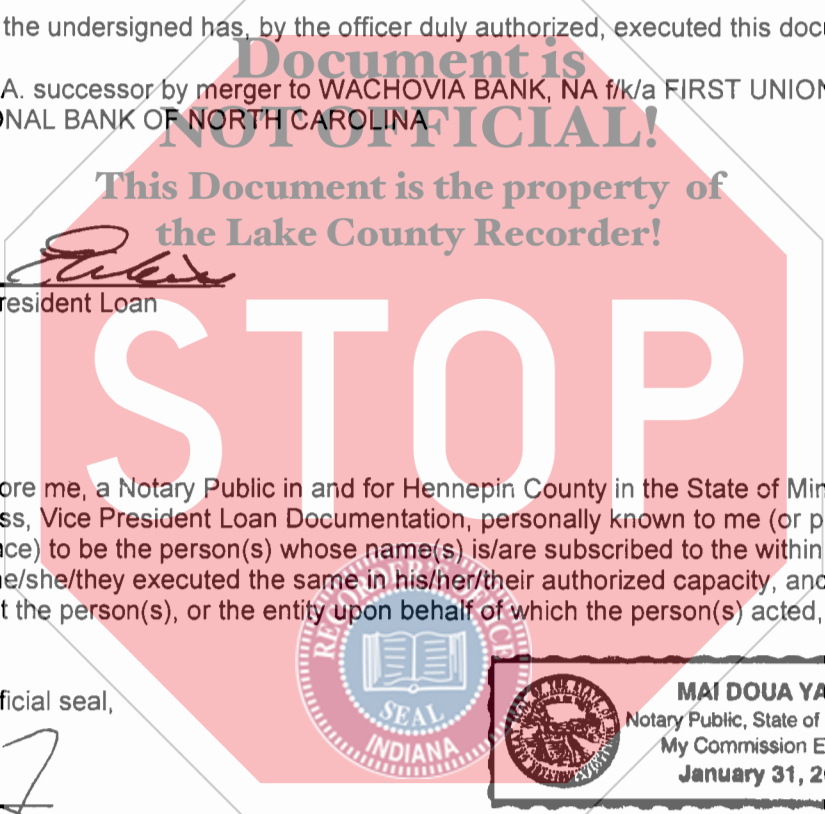 the undersigned has, by the officer duly authorized, executed this docu
Document is
A. successor by merger to WACHOVIA BANK, NA f/k/a FIRST UNION
ONAL BANK OF NORTH CAROLINA
NOT OFFICIAL!
This Document is the property of
the Lake County Recorder!
resident Loan
STOP
ore me, a Notary Public in and for Hennepin County in the State of Min
ss, Vice President Loan Documentation, personally known to me (or p
nce) to be the person(s) whose name(s) is/are subscribed to the within
ne/she/they executed the same in his/her/their authorized capacity, and
t the person(s), or the entity upon behalf of which the person(s) acted,
RECORDER'S OFFICE
SEAL
INDIANA
ficial seal,
MAI DOUA YA
Notary Public, State of
My Commission E
January 31, 2